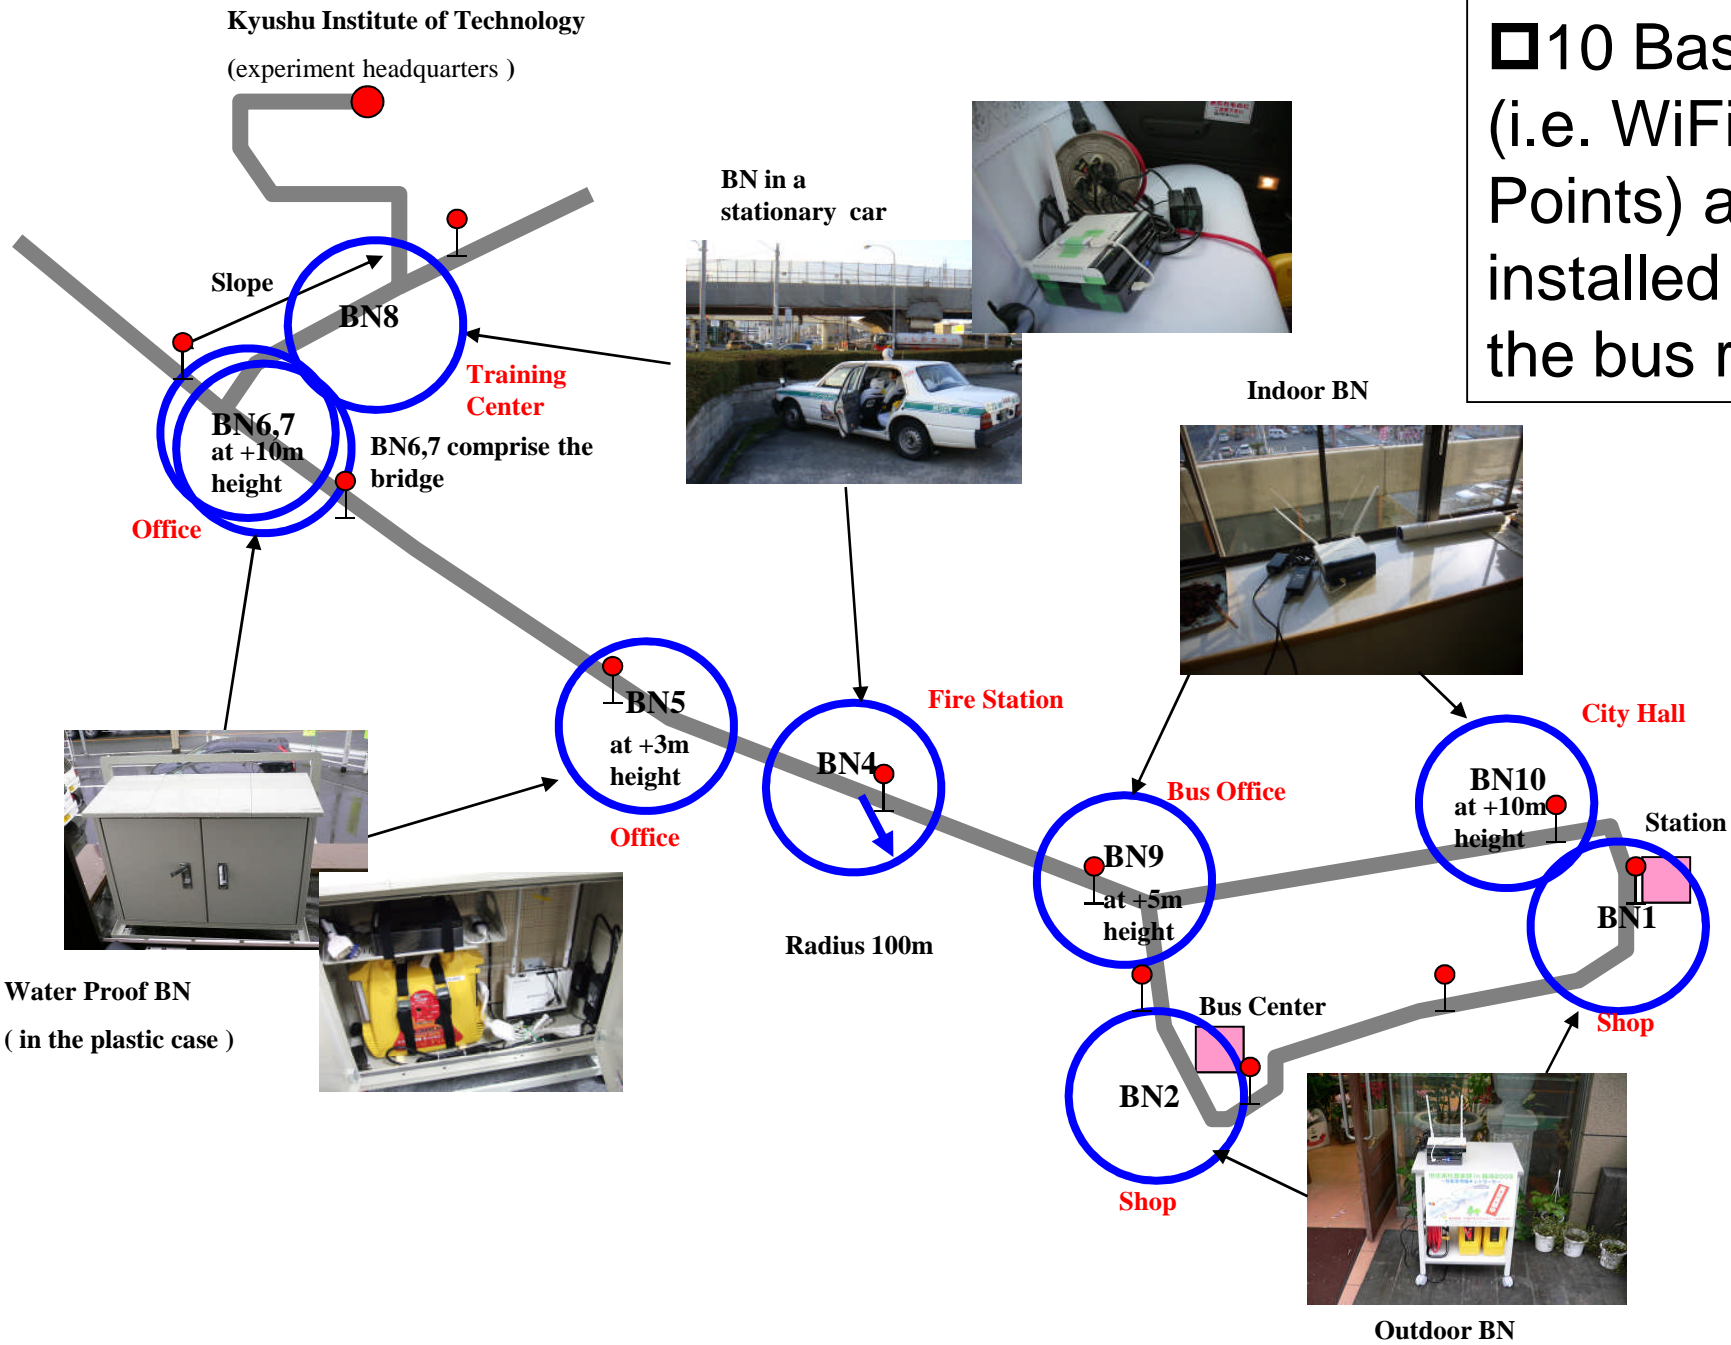 Kyushu Institute of Technology
(experiment headquarters )
10 Bas
(i.e. WiFi
Points) a
installed
the bus r
BN in a
stationary car
Slope
BN8
Training
Center
Indoor BN
BN6,7
at +10m
height
BN6,7 comprise the
bridge
Office
BN5
at +3m
height
Office
Fire Station
BN4
Radius 100m
City Hall
BN10
at +10m
height
Bus Office
BN9
at +5m
height
Station
BN1
Shop
Water Proof BN
( in the plastic case )
Bus Center
BN2
Shop
Outdoor BN